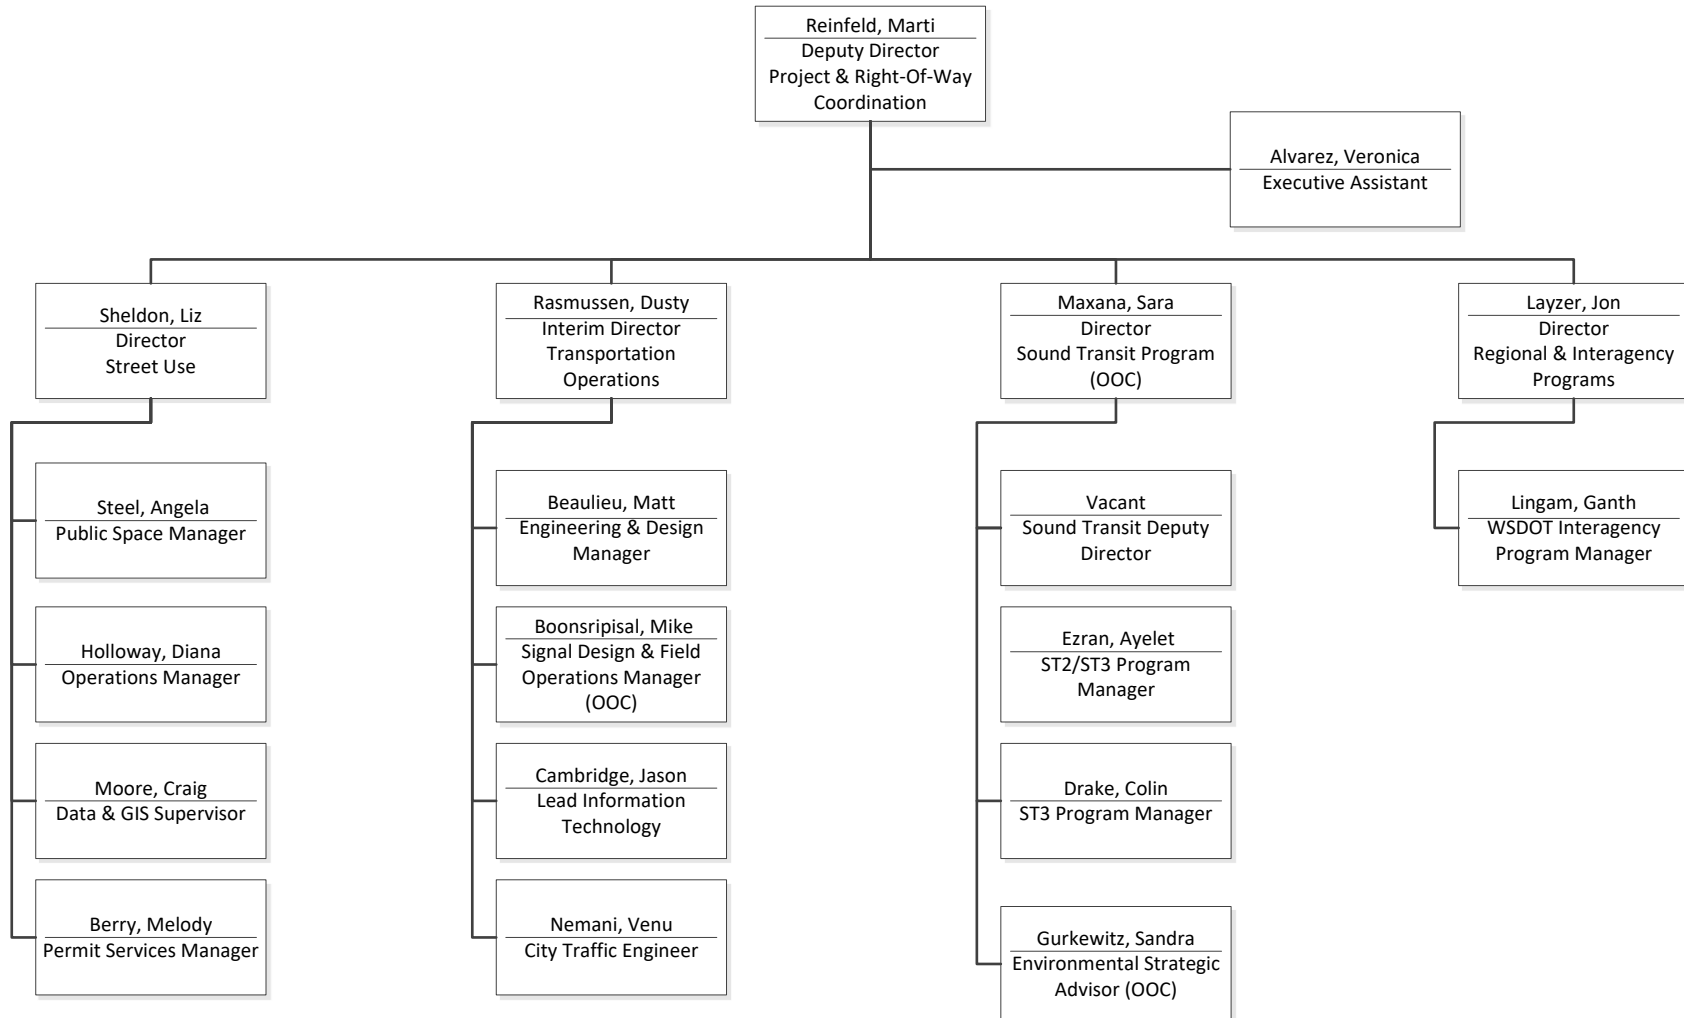 Reinfeld, Marti
Deputy Director
Project & Right-Of-Way
Coordination
Alvarez, Veronica
Executive Assistant
Sheldon, Liz
Director
Street Use
Rasmussen, Dusty
Interim Director
Transportation
Operations
Maxana, Sara
Director
Sound Transit Program
(OOC)
Layzer, Jon
Director
Regional & Interagency
Programs
Steel, Angela
Public Space Manager
Holloway, Diana
Operations Manager
Moore, Craig
Data & GIS Supervisor
Berry, Melody
Permit Services Manager
Beaulieu, Matt
Engineering & Design
Manager
Boonsripisal, Mike
Signal Design & Field
Operations Manager
(OOC)
Cambridge, Jason
Lead Information
Technology
Nemani, Venu
City Traffic Engineer
Vacant
Sound Transit Deputy
Director
Ezran, Ayelet
ST2/ST3 Program
Manager
Drake, Colin
ST3 Program Manager
Gurkewitz, Sandra
Environmental Strategic
Advisor (OOC)
Lingam, Ganth
WSDOT Interagency
Program Manager